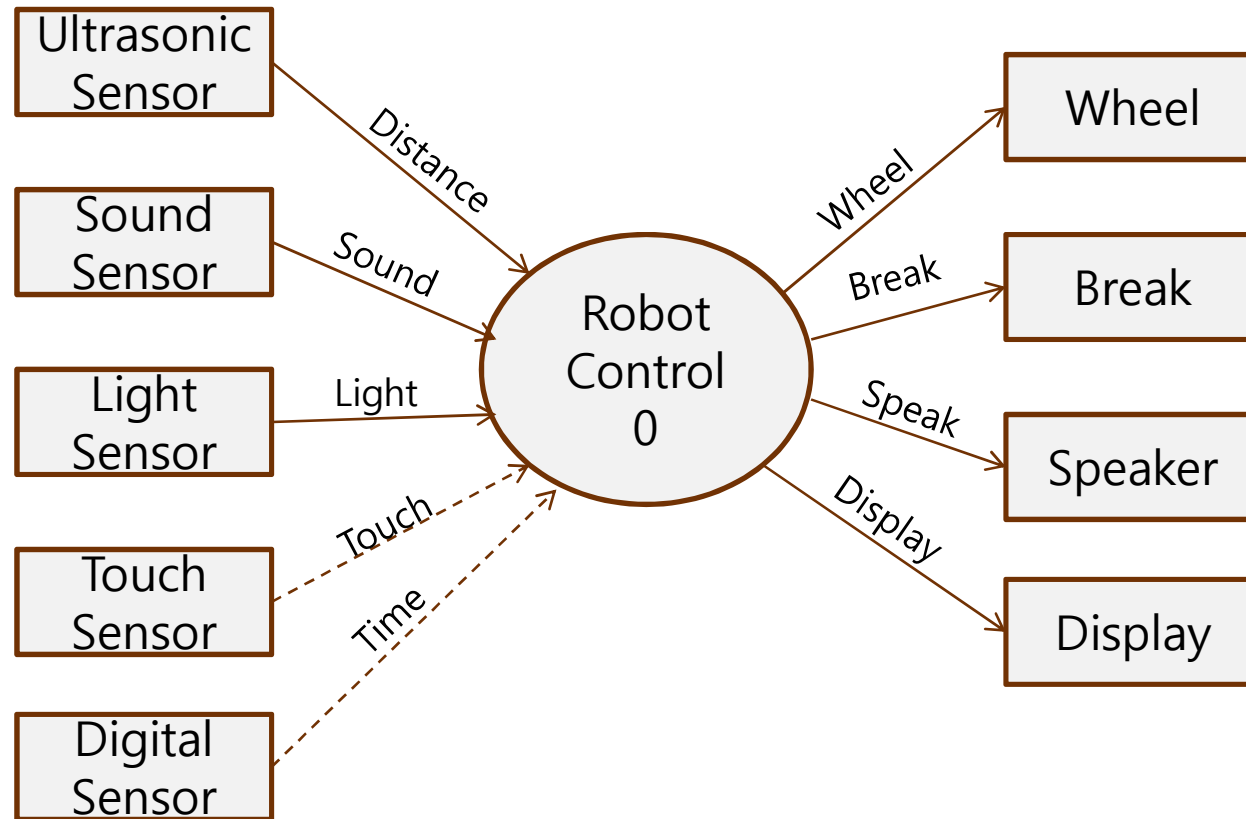 Ultrasonic
Sensor
Distance
Sound
Sensor
Sound
Light
Sensor
Light
Touch
Sensor
Touch
Digital
Sensor
Time
Robot
Control
0
Wheel
Wheel
Break
Break
Speak
Speaker
Display
Display